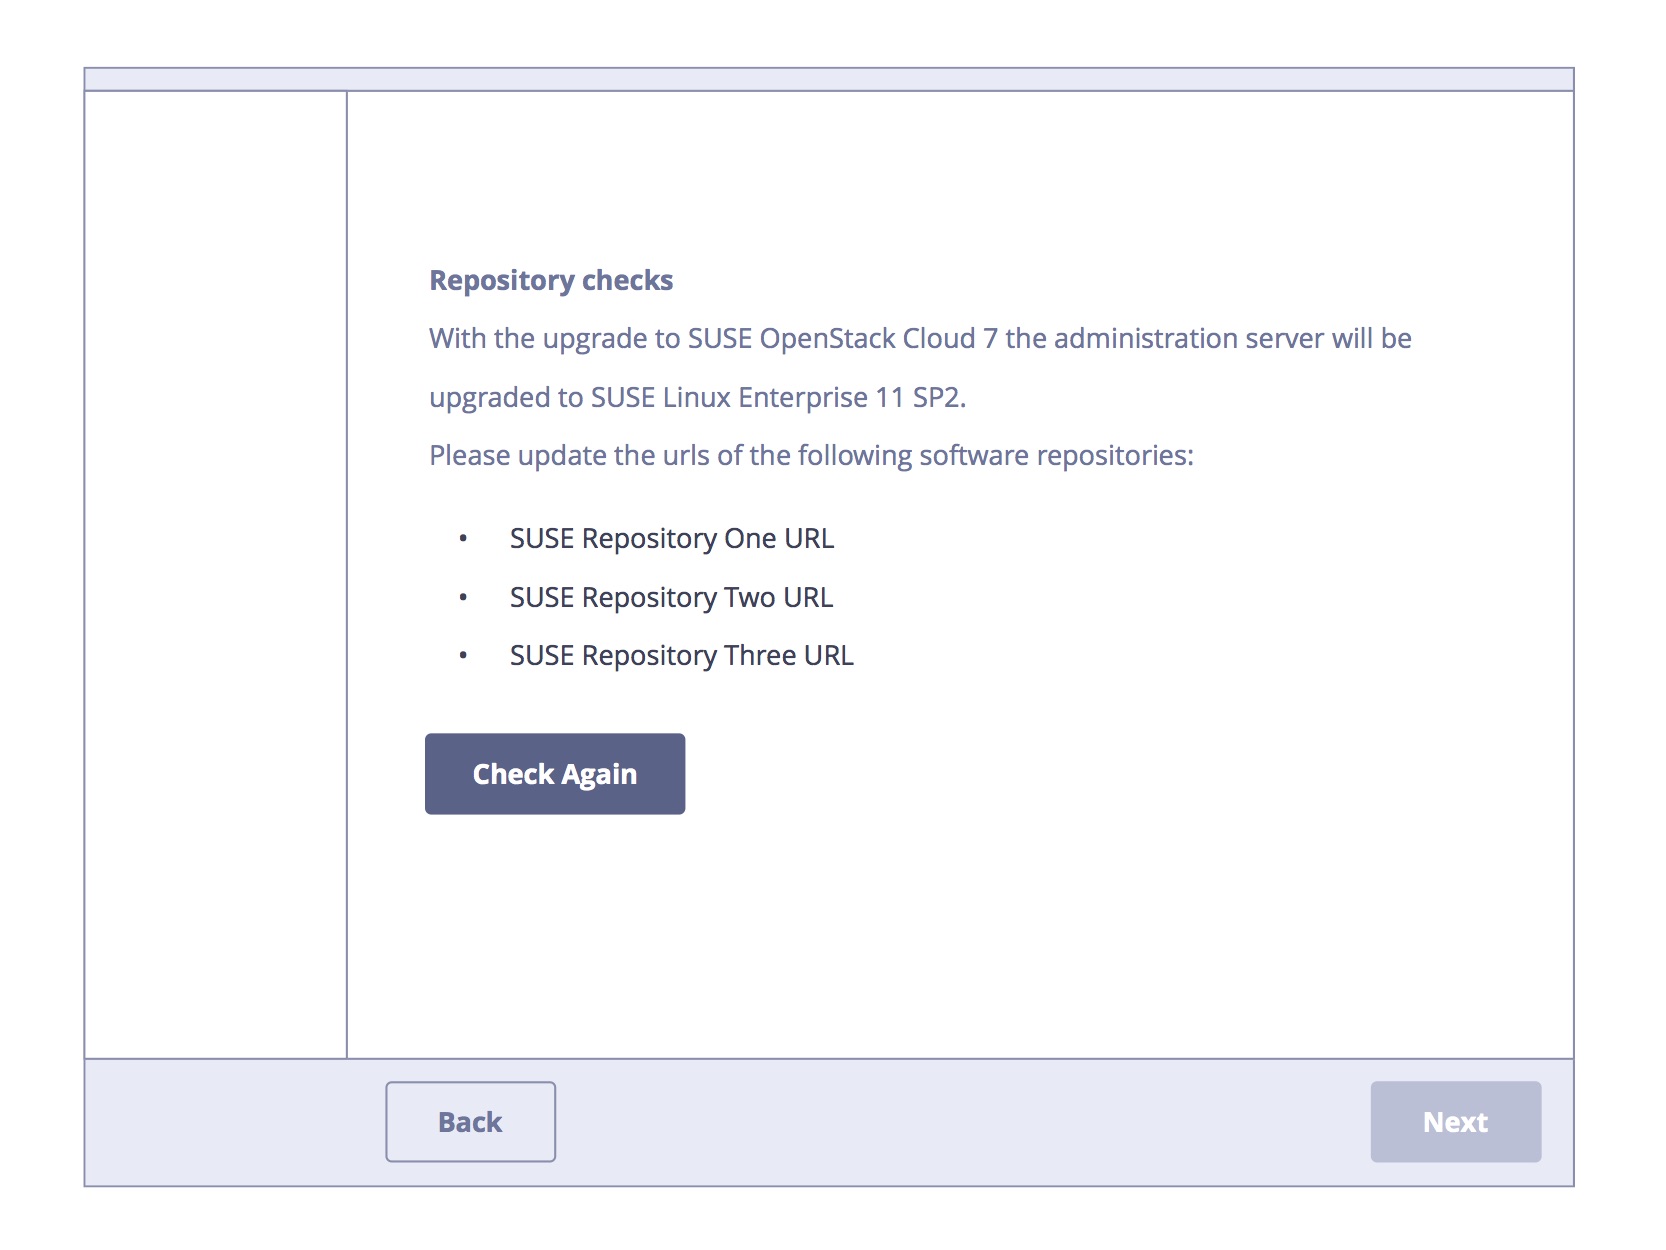 Repository checks
With the upgrade to SUSE OpenStack Cloud 7 the administration server will be
upgraded to SUSE Linux Enterprise 11 SP2.
Please update the urls of the following software repositories:
• SUSE Repository One URL
• SUSE Repository Two URL
• SUSE Repository Three URL
Check Again
Back
Next